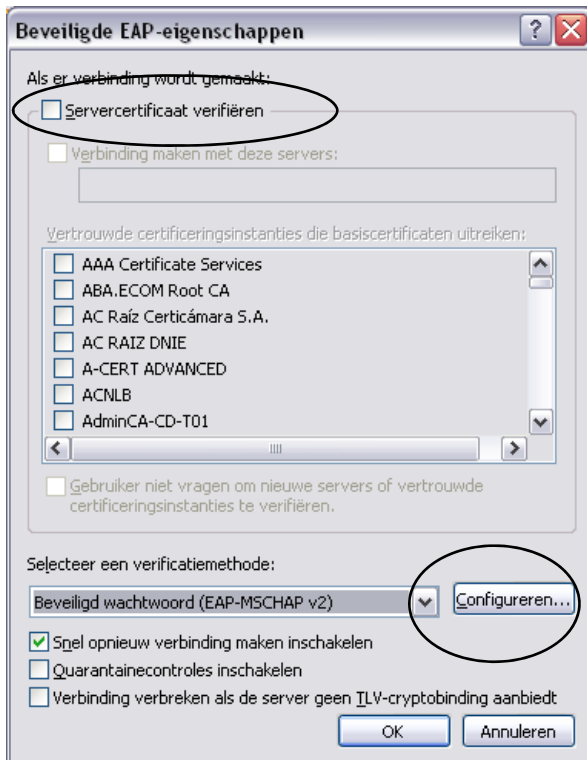 Beveiligde EAP-eigenschappen
Als er verbinding wordt gemaakt:
Servercertificaat verifiëren
Verbinding maken met deze servers:
Vertrouwde certificeringsinstanties die basiscertificaten uitreiken:
AAA Certificate Services
ABA.ECOM Root CA
AC Raíz Certicámara S.A.
AC RAIZ DNIE
A-CERT ADVANCED
ACNLB
AdminCA-CD-T01
Gebruiker niet vragen om nieuwe servers of vertrouwde
certificeringsinstanties te verifiëren.
Selecteer een verificatiemethode:
Beveiligd wachtwoord (EAP-MSCHAP v2)
Configureren...
Snel opnieuw verbinding maken inschakelen
Quarantainecontroles inschakelen
Verbinding verbreken als de server geen TLV-cryptobinding aanbiedt
OK
Annuleren